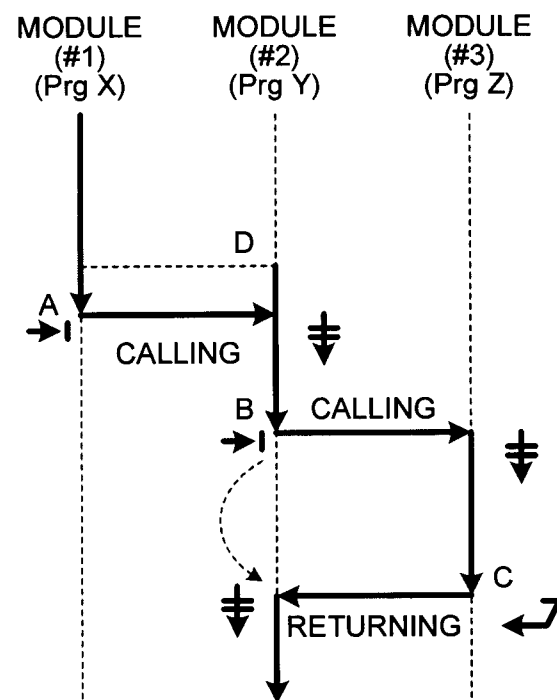 MODULE
(#1)
(Prg X)
MODULE
(#2)
(Prg Y)
MODULE
(#3)
(Prg Z)
D
A
CALLING
B
CALLING
C
RETURNING